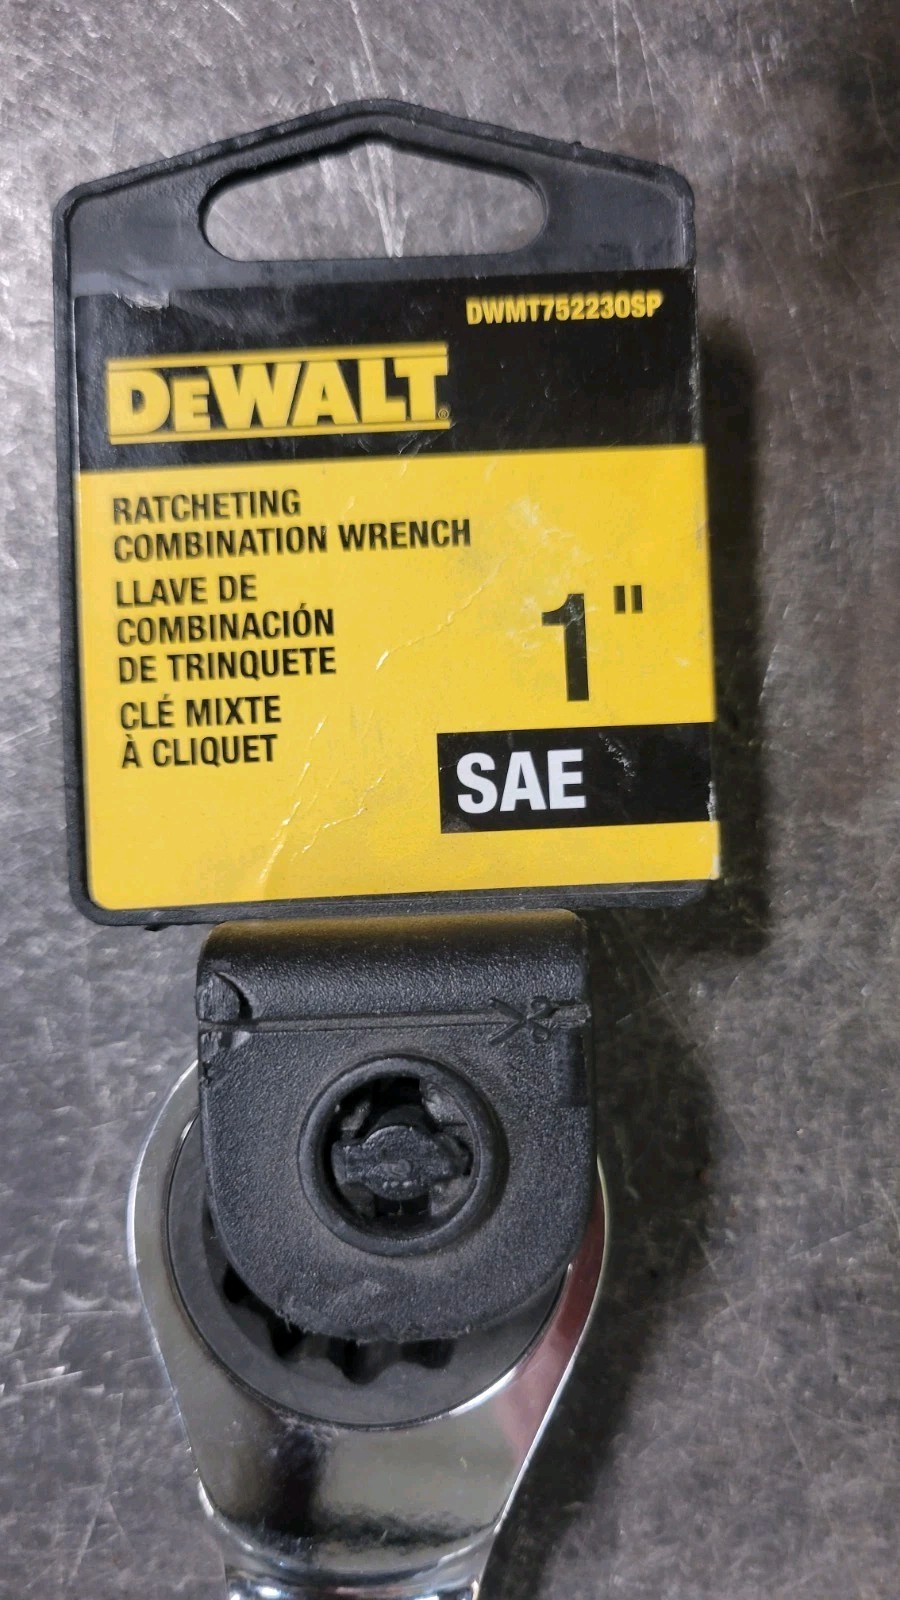 DWMT75223OSP
DEWALT®
RATCHETING
COMBINATION WRENCH
LLAVE DE
COMBINACIÓN
DE TRINQUETE
CLÉ MIXTE
À CLIQUET
1"
SAE